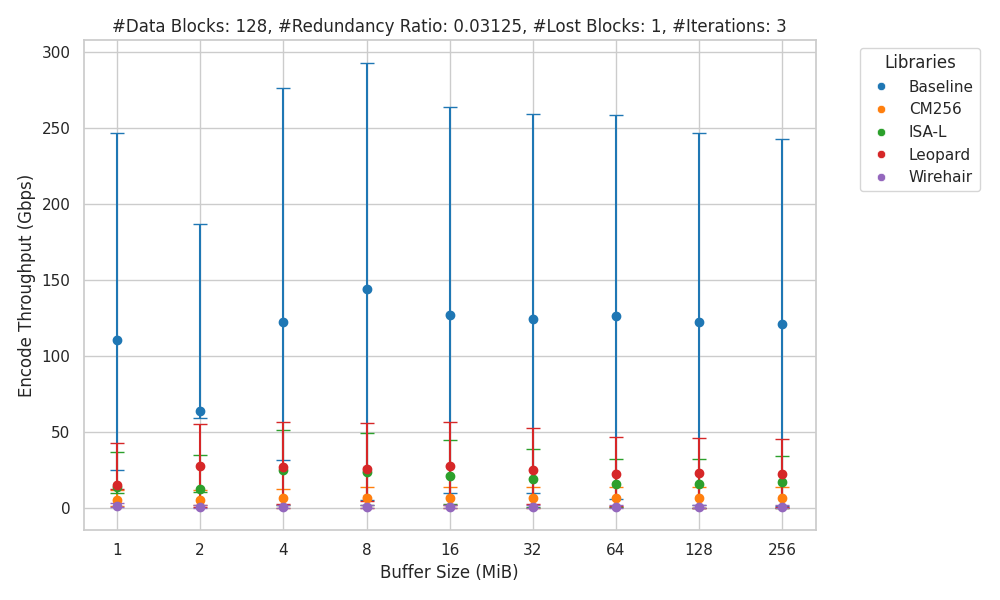 #Data Blocks: 128, #Redundancy Ratio: 0.03125, #Lost Blocks: 1, #Iterations: 3
Encode Throughput (Gbps)
300
250
200
150
100
50
0
1 2 4 8 16 32 64 128 256
Buffer Size (MiB)
Libraries
Baseline
CM256
ISA-L
Leopard
Wirehair